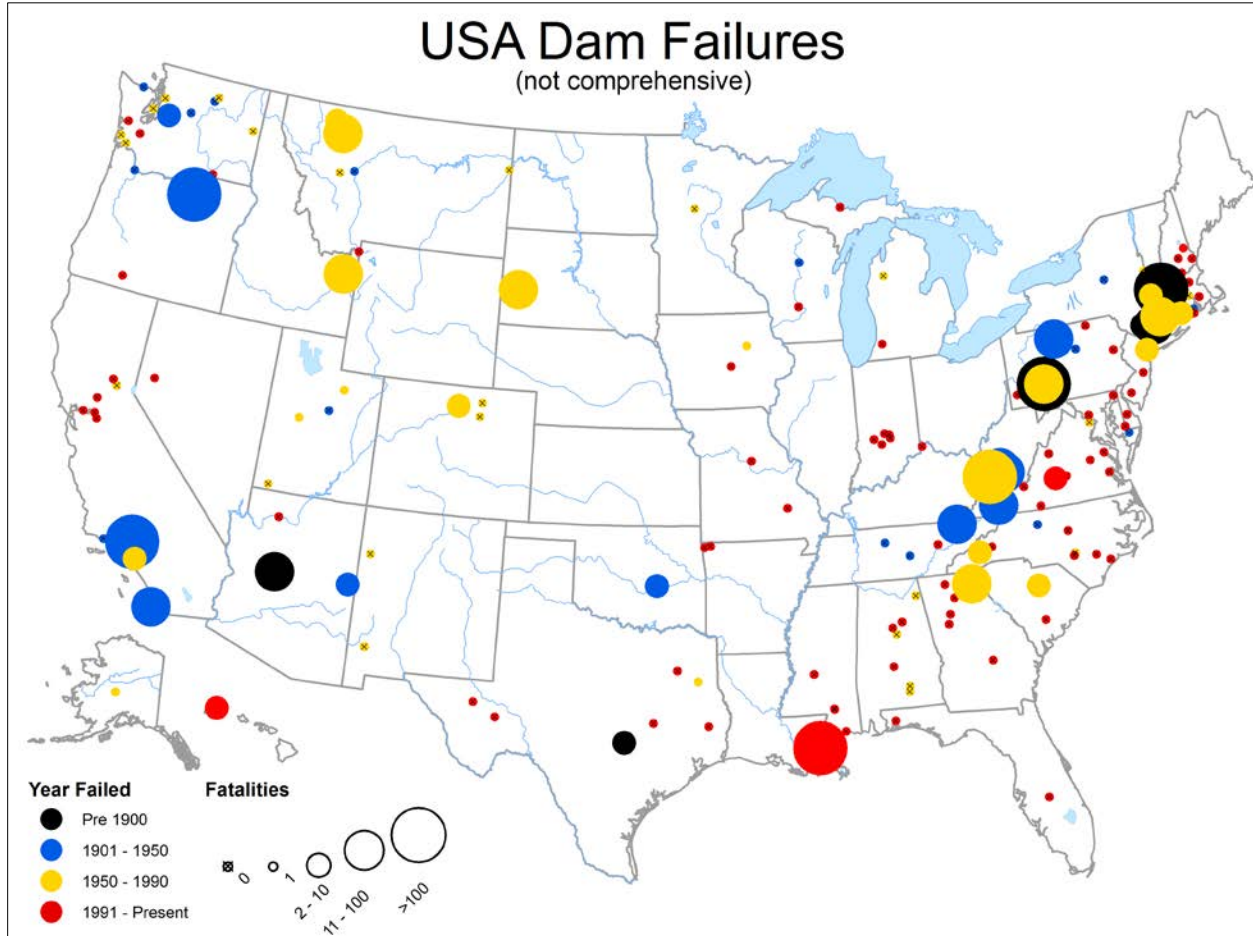 USA Dam Failures
(not comprehensive)
Year Failed
Pre 1900
1901 - 1950
1950 - 1990
1991 - Present
Fatalities
0
1
2 - 10
11 - 100
>100